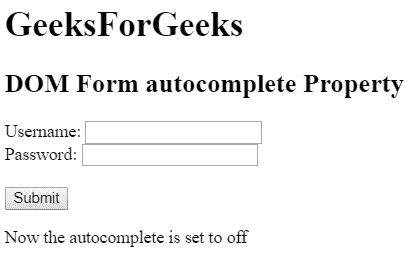 GeeksForGeeks
DOM Form autocomplete Property
Username:
Password:
Submit
Now the autocomplete is set to off